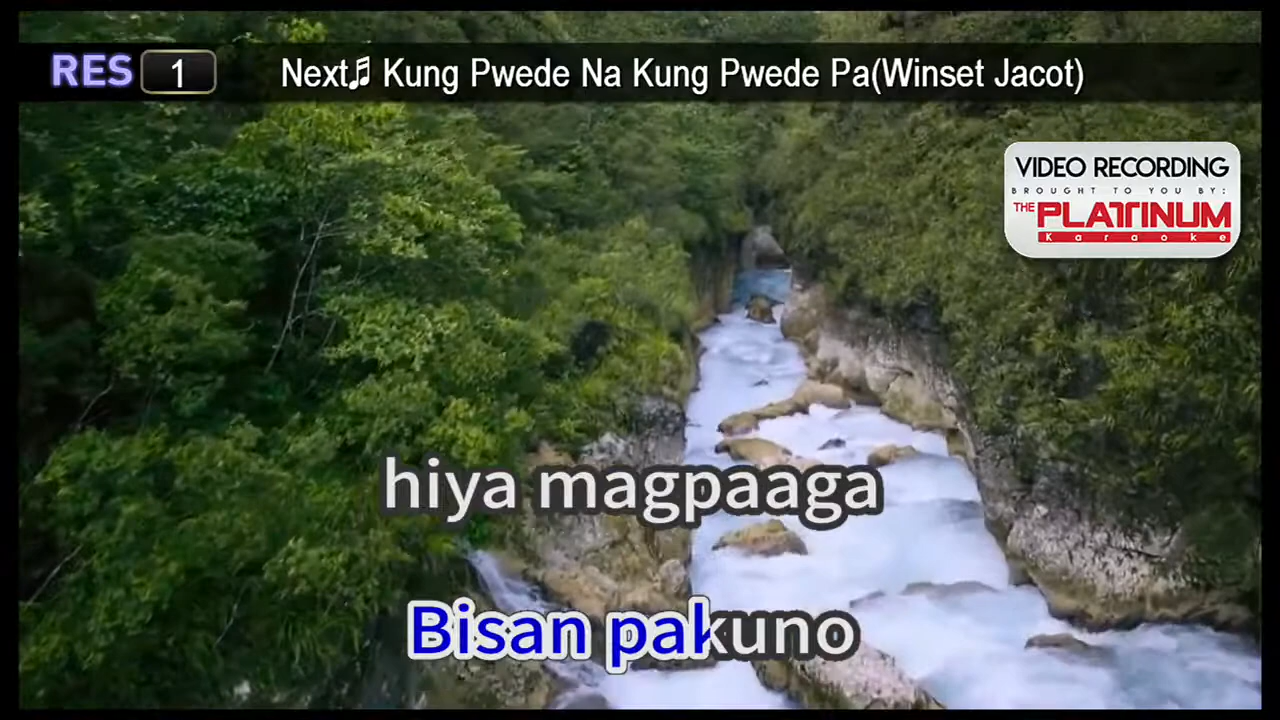 RES 1 Next♫ Kung Pwede Na Kung Pwede Pa(Winset Jacot)
VIDEO RECORDING
BROUGHT TO YOU BY:
THE PLATINUM
Karaoke
hiya magpaaga
Bisan pakuno